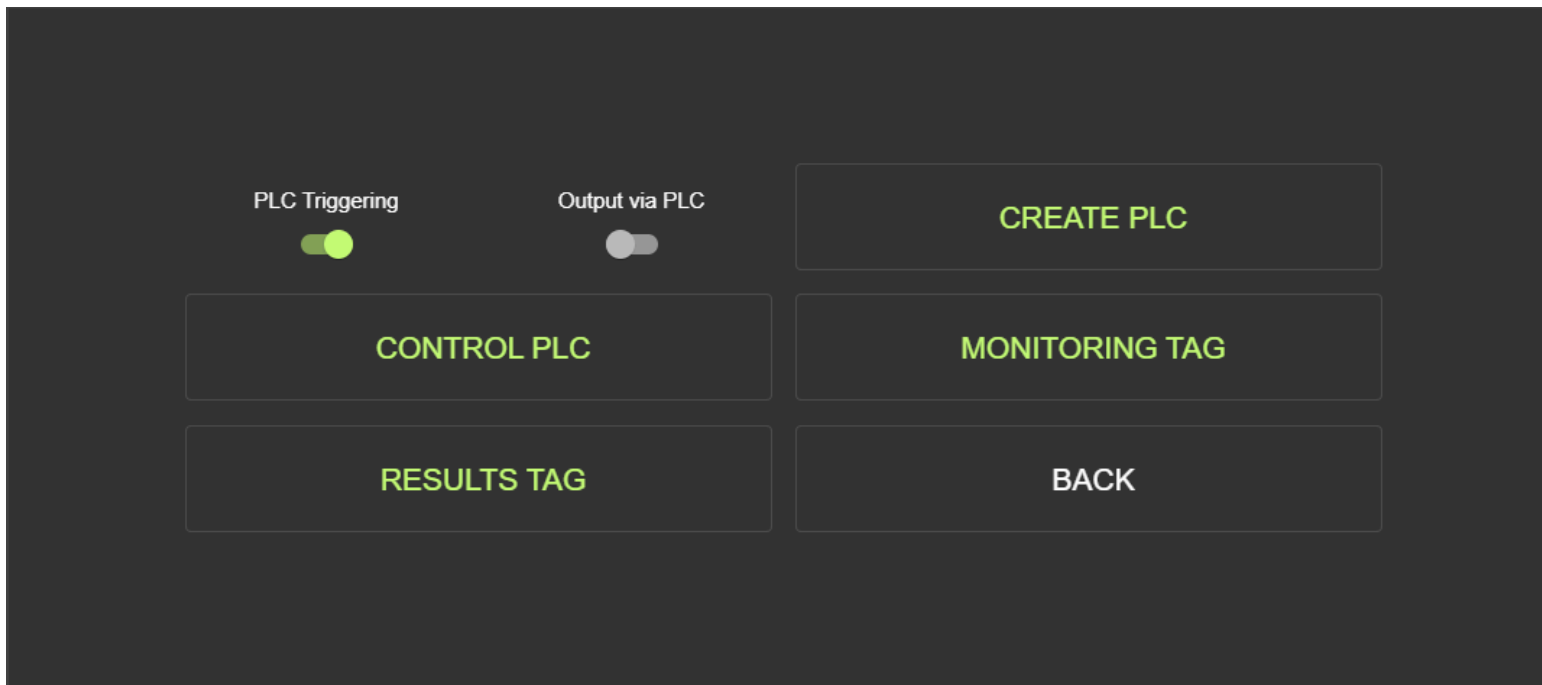 PLC Triggering
Output via PLC
CREATE PLC
CONTROL PLC
MONITORING TAG
RESULTS TAG
BACK